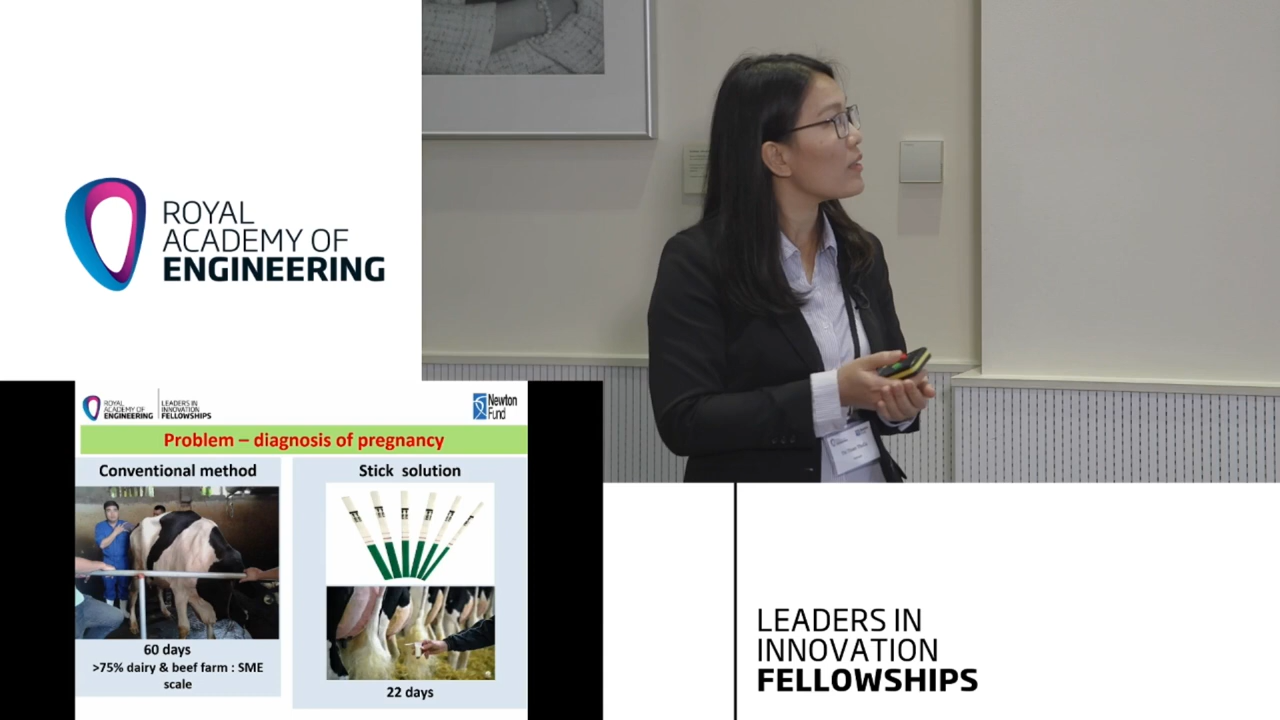 ROYAL
ACADEMY OF
ENGINEERING
ROYAL
ACADEMY OF
ENGINEERING
LEADERS IN
INNOVATION
FELLOWSHIPS
Newton
Fund
Problem – diagnosis of pregnancy
Conventional method
Stick solution
60 days
>75% dairy & beef farm : SME
scale
22 days
LEADERS IN
INNOVATION
FELLOWSHIPS